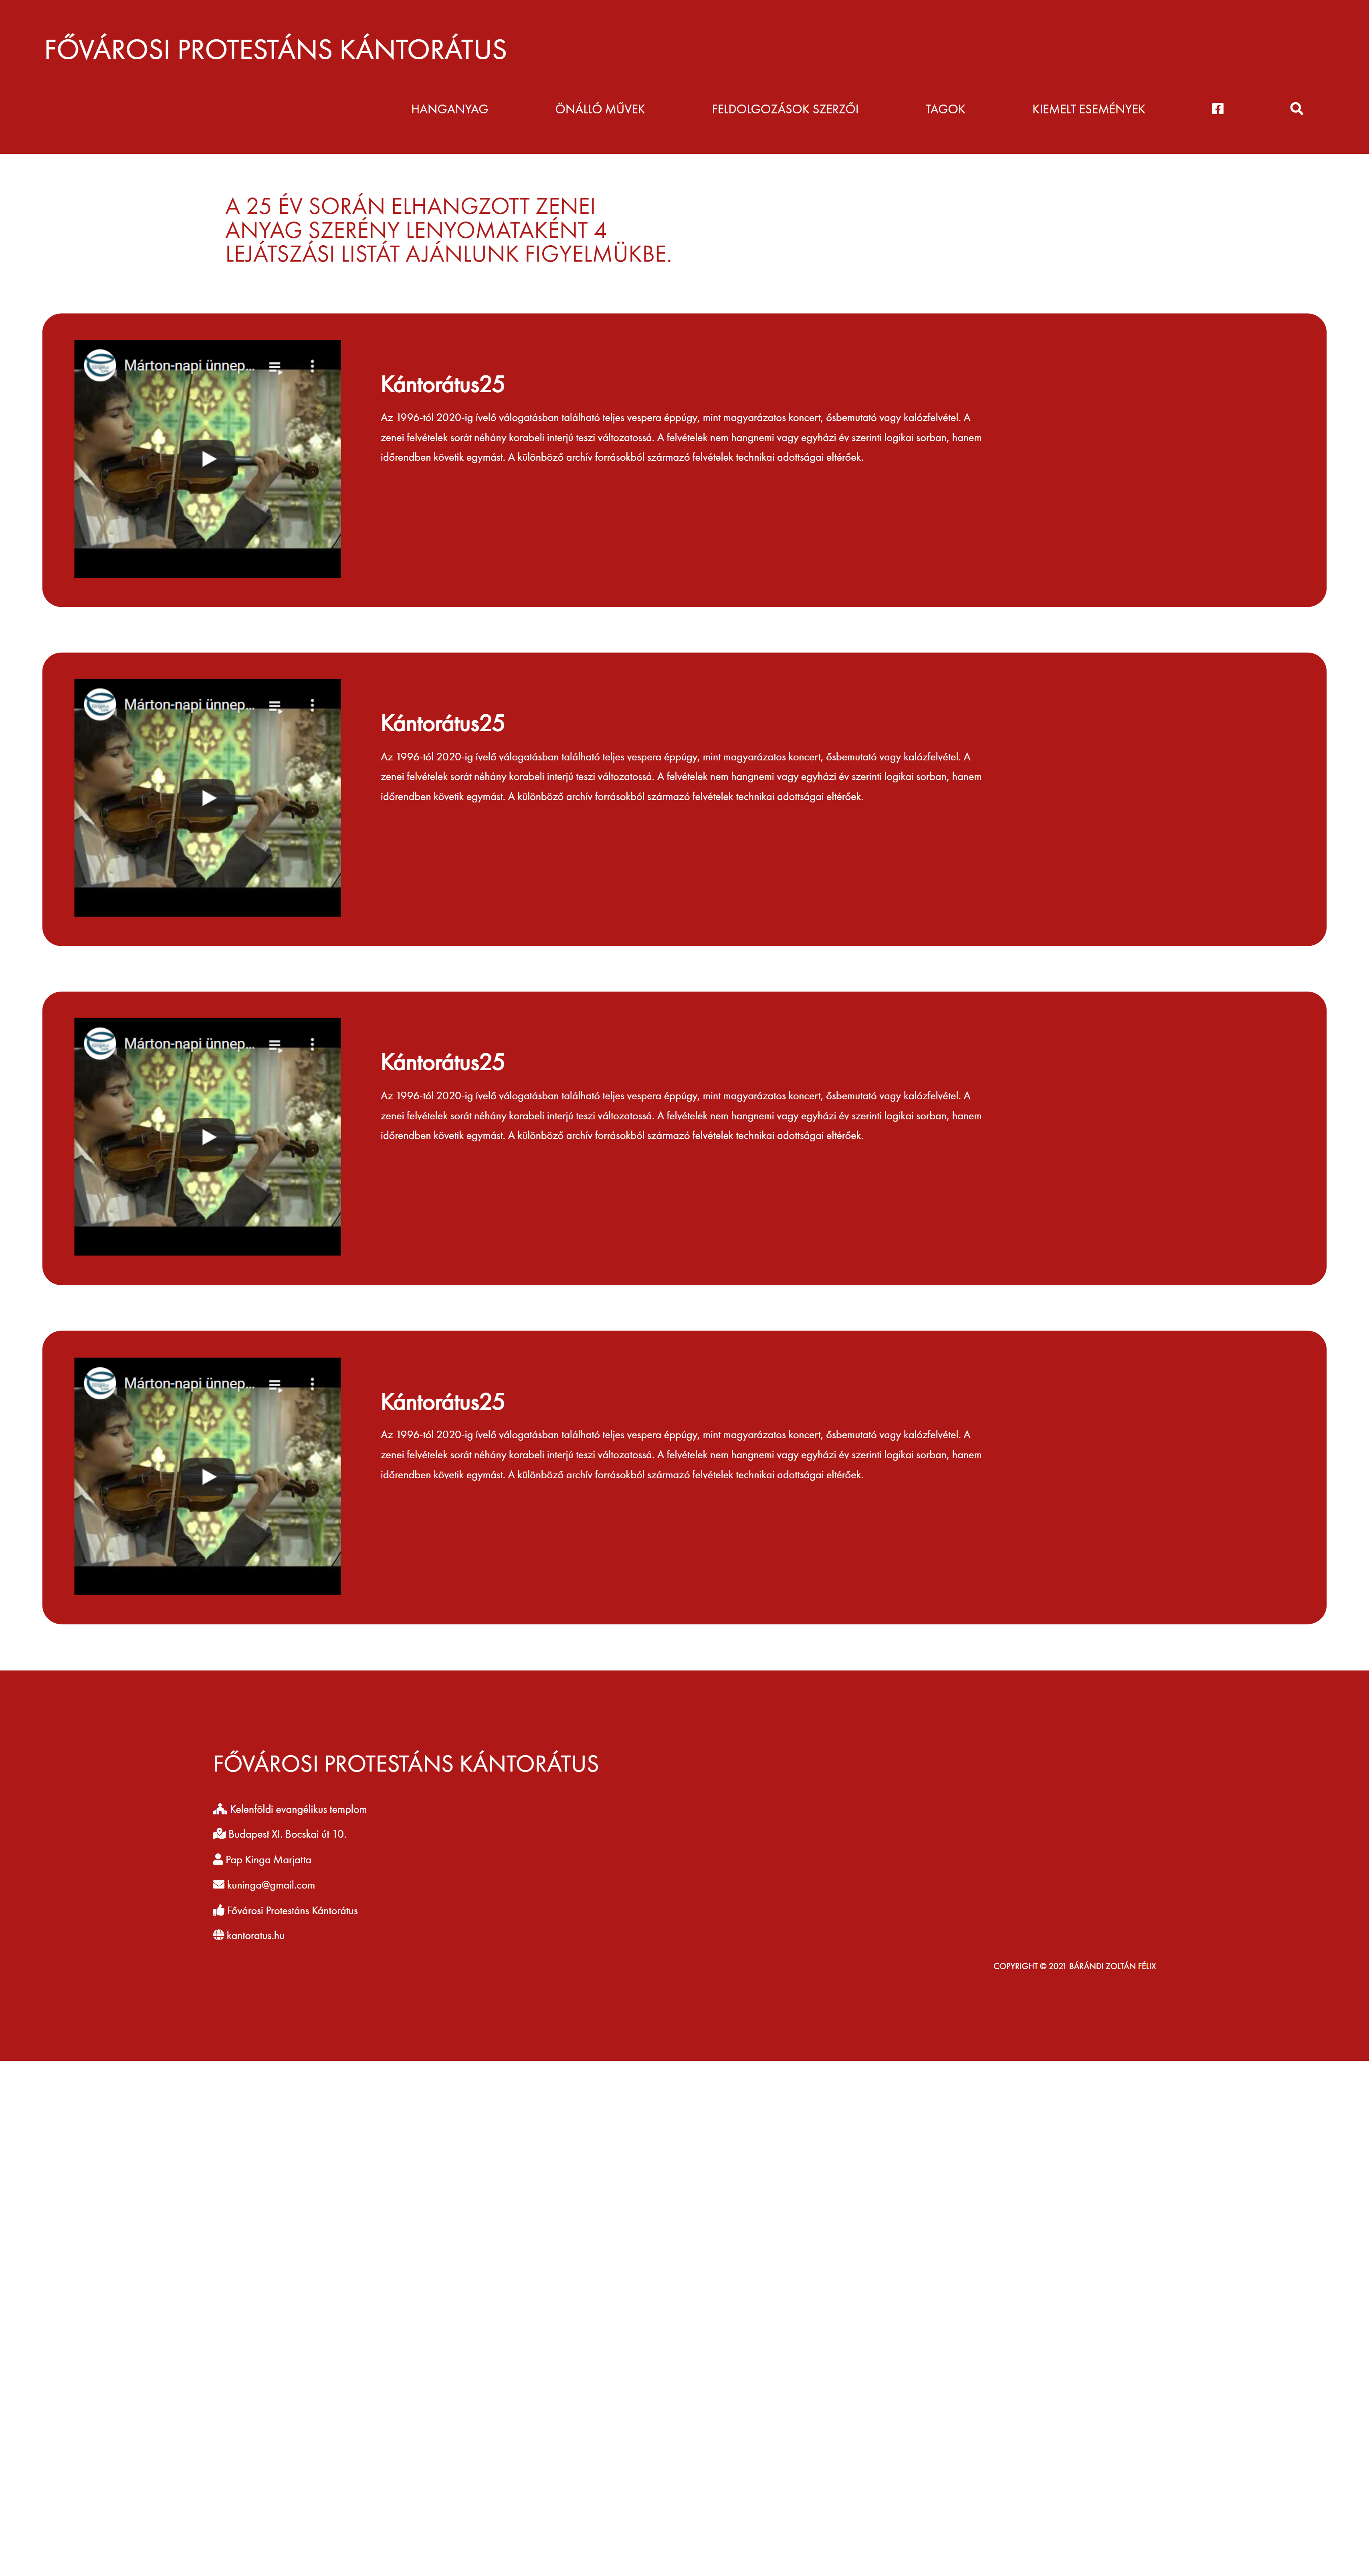 FŐVÁROSI PROTESTÁNS KÁNTORÁTUS
HANGANYAG ÖNÁLLÓ MŰVEK FELDOLGOZÁSOK SZERZŐI TAGOK KIEMELT ESEMÉNYEK
A 25 ÉV SORÁN ELHANGZOTT ZENEI
ANYAG SZERÉNY LENYOMATAKÉNT 4
LEJÁTSZÁSI LISTÁT AJÁNLUNK FIGYELMÜKBE.
Márton-napi ünnep...
Kántorátus25
Az 1996-tól 2020-ig ívelő válogatásban található teljes vespera éppúgy, mint magyarázatos koncert, ősbemutató vagy kalózfelvétel. A
zenei felvételek sorát néhány korabeli interjú teszi változatossá. A felvételek nem hangnemi vagy egyházi év szerinti logikai sorban, hanem
időrendben követik egymást. A különböző archív forrásokból származó felvételek technikai adottságai eltérőek.
Márton-napi ünnep...
Kántorátus25
Az 1996-tól 2020-ig ívelő válogatásban található teljes vespera éppúgy, mint magyarázatos koncert, ősbemutató vagy kalózfelvétel. A
zenei felvételek sorát néhány korabeli interjú teszi változatossá. A felvételek nem hangnemi vagy egyházi év szerinti logikai sorban, hanem
időrendben követik egymást. A különböző archív forrásokból származó felvételek technikai adottságai eltérőek.
Márton-napi ünnep...
Kántorátus25
Az 1996-tól 2020-ig ívelő válogatásban található teljes vespera éppúgy, mint magyarázatos koncert, ősbemutató vagy kalózfelvétel. A
zenei felvételek sorát néhány korabeli interjú teszi változatossá. A felvételek nem hangnemi vagy egyházi év szerinti logikai sorban, hanem
időrendben követik egymást. A különböző archív forrásokból származó felvételek technikai adottságai eltérőek.
Márton-napi ünnep...
Kántorátus25
Az 1996-tól 2020-ig ívelő válogatásban található teljes vespera éppúgy, mint magyarázatos koncert, ősbemutató vagy kalózfelvétel. A
zenei felvételek sorát néhány korabeli interjú teszi változatossá. A felvételek nem hangnemi vagy egyházi év szerinti logikai sorban, hanem
időrendben követik egymást. A különböző archív forrásokból származó felvételek technikai adottságai eltérőek.
FŐVÁROSI PROTESTÁNS KÁNTORÁTUS
Kelenföldi evangélikus templom
Budapest XI. Bocskai út 10.
Pap Kinga Marjatta
kuninga@gmail.com
Fővárosi Protestáns Kántorátus
kantoratus.hu
COPYRIGHT © 2021 BÁRÁNDI ZOLTÁN FÉLIX